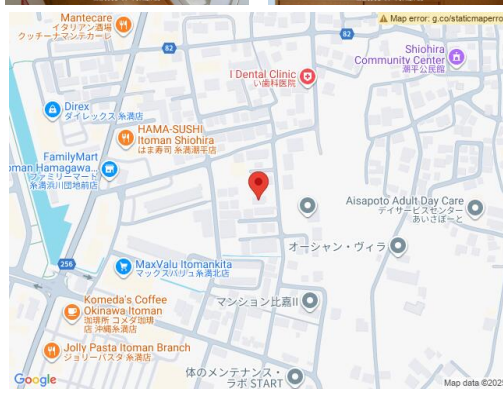 Mantecare
イタリアン酒場
クッチーナマンテカーレ
⚠ Map error: g.co/staticmaperro
82
82
Shiohira
Community Center
潮平公民館
I Dental Clinic
い歯科医院
Direx
ダイレックス 糸満店
HAMA-SUSHI
Itoman Shiohira
はま寿司 糸満潮平店
FamilyMart
oman Hamagawa...
ファミリーマート
糸満浜川団地前店
Aisapoto Adult Day Care
デイサービスセンター
あいさぽーと
オーシャン・ヴィラ
256
MaxValu Itomankita
マックスバリュ糸満北店
Komeda's Coffee
Okinawa Itoman
珈琲所 コメダ珈琲
店 沖縄糸満店
マンション比嘉II
Jolly Pasta Itoman Branch
ジョリーパスタ 糸満店
体のメンテナンス・
ラボ START
Google
Map data ©202